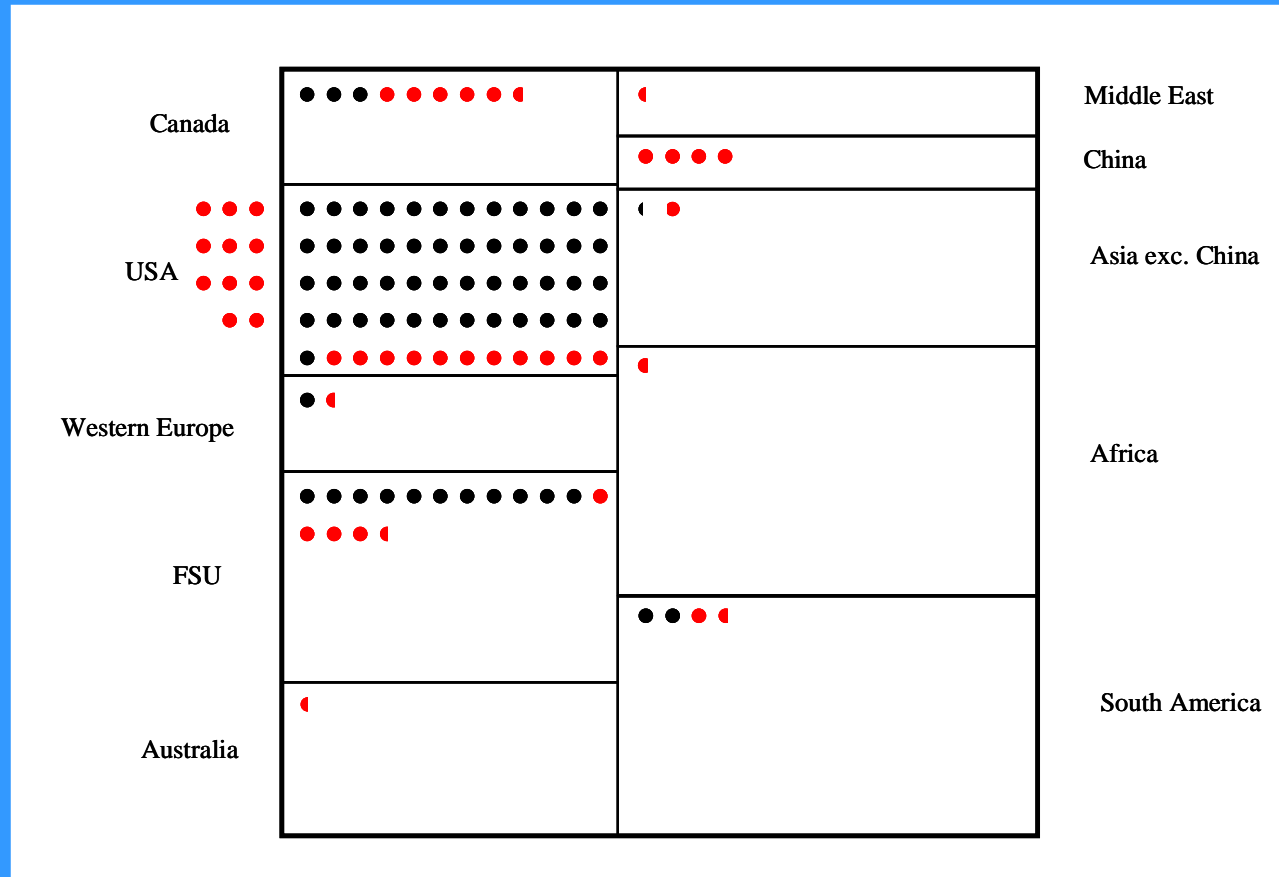 Canada
USA
Western Europe
FSU
Australia
Middle East
China
Asia exc. China
Africa
South America